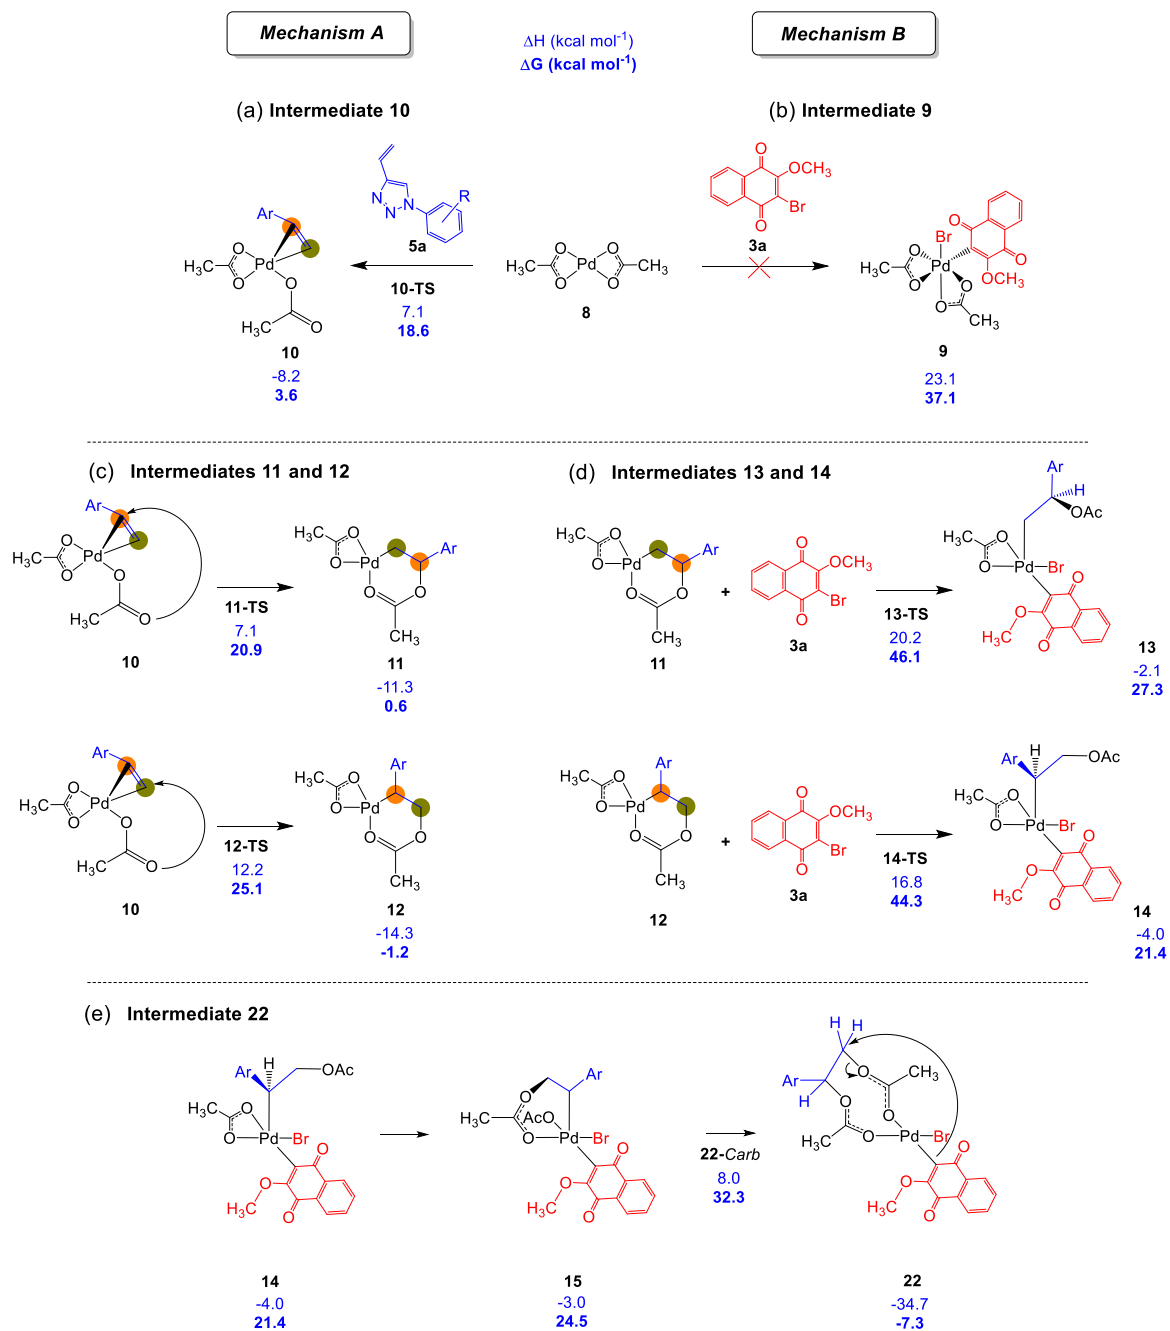 Mechanism A
Mechanism B
ΔH (kcal mol-1)
ΔG (kcal mol-1)
(a) Intermediate 10
(b) Intermediate 9
Ar
Pd
O
O
H3C
O
H3C
O
10
-8.2
3.6
N
N
N
R
5a
10-TS
7.1
18.6
H3C
O
O
Pd
O
O
CH3
8
O
OCH3
Br
O
3a
O
Br
Pd
O
OCH3
H3C
O
O
O
O
CH3
9
23.1
37.1
(c) Intermediates 11 and 12
(d) Intermediates 13 and 14
Ar
H3C
O
O
Pd
O
H3C
O
10
11-TS
7.1
20.9
H3C
O
O
Pd
Ar
O
O
CH3
11
-11.3
0.6
H3C
O
O
Pd
Ar
O
O
CH3
11
+
O
OCH3
Br
O
3a
13-TS
20.2
46.1
Ar
H
OAc
H3C
O
O
Pd
Br
O
O
H3C
O
13
-2.1
27.3
Ar
H3C
O
O
Pd
O
H3C
O
10
12-TS
12.2
25.1
H3C
O
O
Ar
Pd
O
O
CH3
12
-14.3
-1.2
H3C
O
O
Ar
Pd
O
O
CH3
12
+
O
OCH3
Br
O
3a
14-TS
16.8
44.3
H
OAc
Ar
H3C
O
O
Pd
Br
O
O
H3C
O
14
-4.0
21.4
(e) Intermediate 22
H
Ar
OAc
H3C
O
O
Pd
Br
O
O
H3C
O
14
-4.0
21.4
Ar
O
H3C
AcO
O
Pd
Br
O
O
H3C
O
15
-3.0
24.5
22-Carb
8.0
32.3
H
H
Ar
H
O
CH3
O
O
H3C
O
Pd
Br
O
O
H3C
O
22
-34.7
-7.3